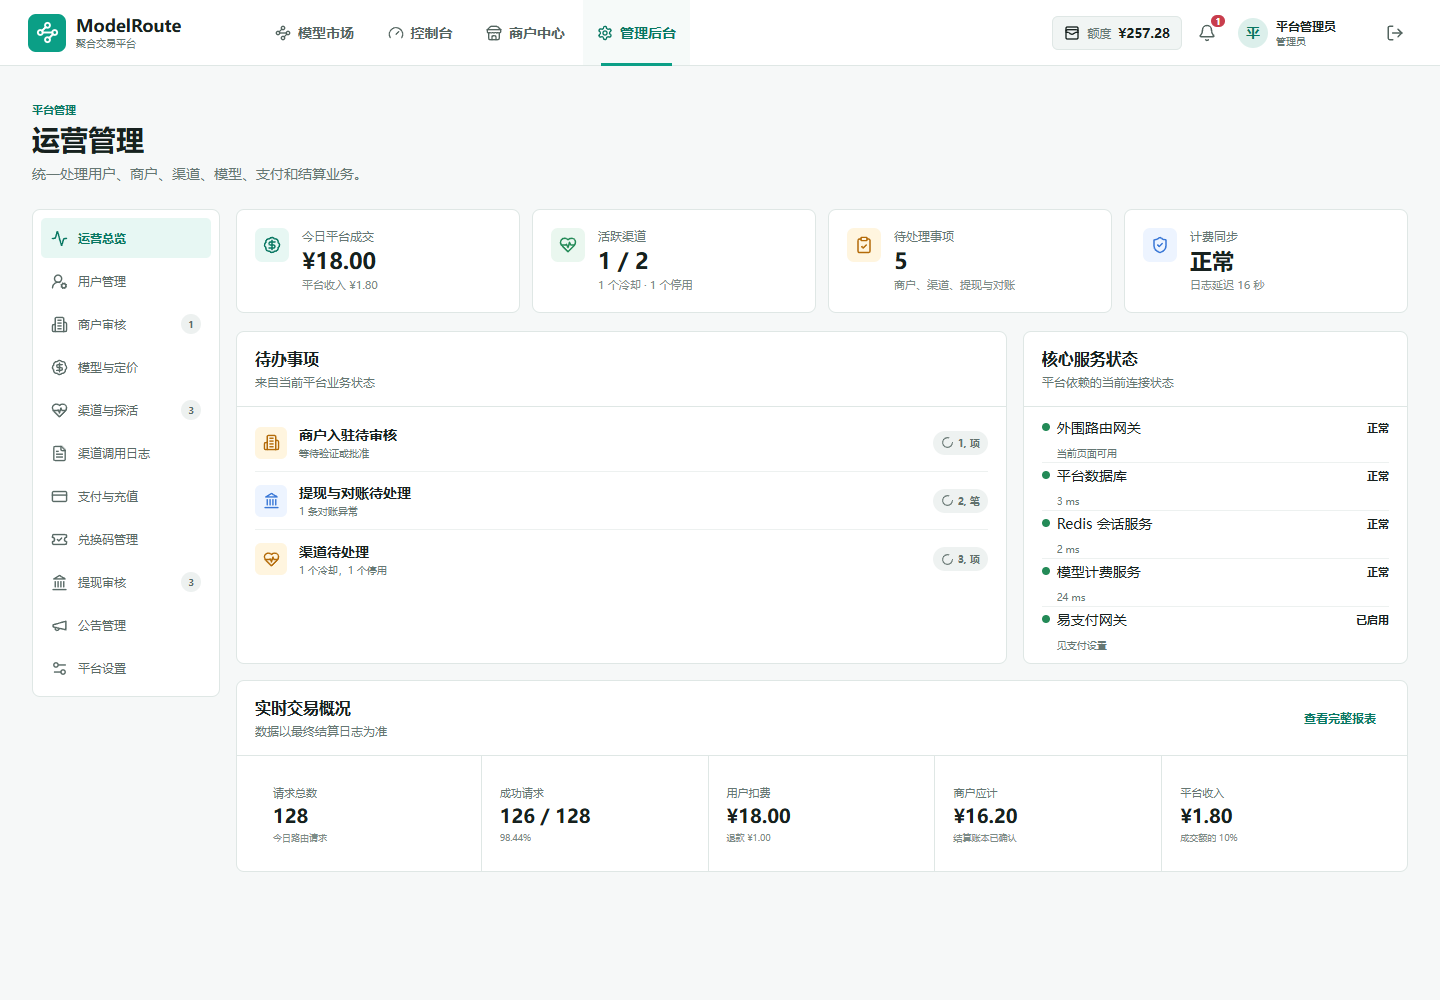 ModelRoute
聚合交易平台
模型市场
控制台
商户中心
管理后台
额度 ¥257.28
1
平
平台管理员
管理员
平台管理
运营管理
统一处理用户、商户、渠道、模型、支付和结算业务。
运营总览
用户管理
商户审核 1
模型与定价
渠道与探活 3
渠道调用日志
支付与充值
兑换码管理
提现审核 3
公告管理
平台设置
今日平台成交
¥18.00
平台收入 ¥1.80
活跃渠道
1 / 2
1 个冷却 · 1 个停用
待处理事项
5
商户、渠道、提现与对账
计费同步
正常
日志延迟 16 秒
待办事项
来自当前平台业务状态
商户入驻待审核
等待验证或批准
1, 项
提现与对账待处理
1 条对账异常
2, 笔
渠道待处理
1 个冷却，1 个停用
3, 项
核心服务状态
平台依赖的当前连接状态
外围路由网关 正常
当前页面可用
平台数据库 正常
3 ms
Redis 会话服务 正常
2 ms
模型计费服务 正常
24 ms
易支付网关 已启用
见支付设置
实时交易概况
数据以最终结算日志为准
查看完整报表
请求总数
128
今日路由请求
成功请求
126 / 128
98.44%
用户扣费
¥18.00
退款 ¥1.00
商户应计
¥16.20
结算账本已确认
平台收入
¥1.80
成交额的 10%